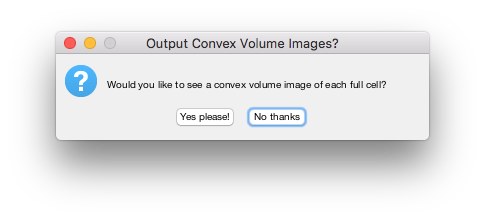 Output Convex Volume Images?
Would you like to see a convex volume image of each full cell?
Yes please!
No thanks